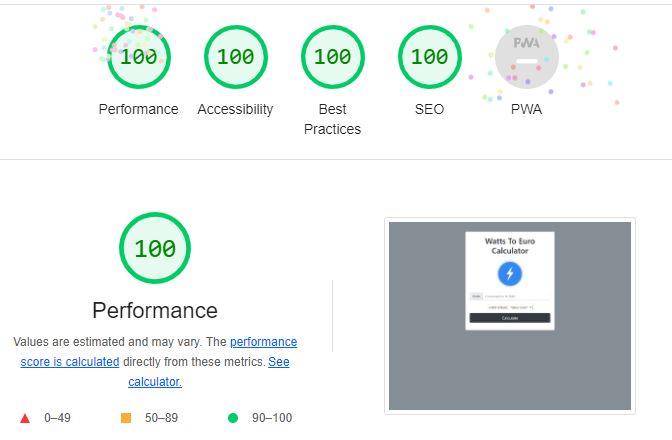 100 100 100 100 PWA
Performance Accessibility Best Practices SEO PWA
100
Performance
Values are estimated and may vary. The performance
score is calculated directly from these metrics. See
calculator.
0–49 50–89 90–100
Watts To Euro
Calculator
Calculate